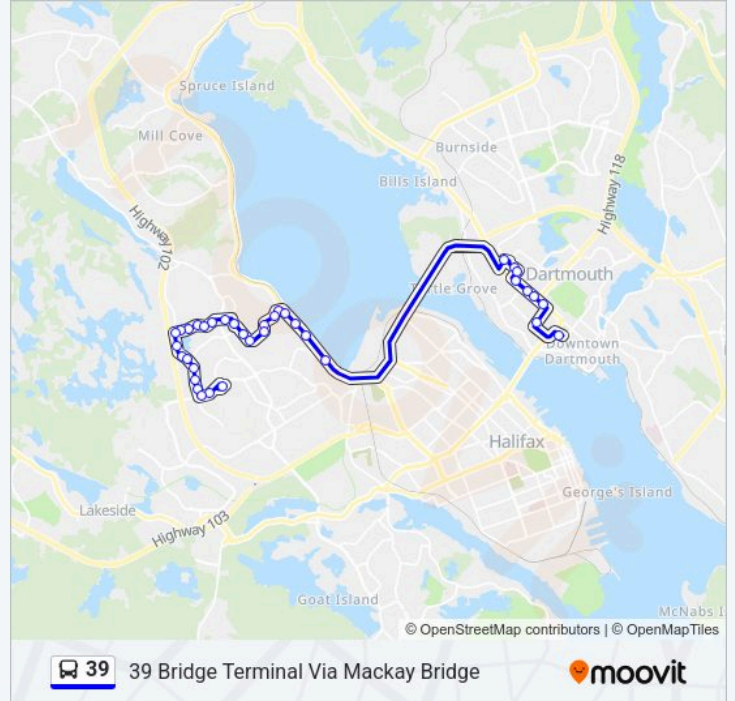 Spruce Island
Mill Cove
Burnside
Bills Island
Highway 118
Highway 102
Dartmouth
Grove
Downtown
Dartmouth
Halifax
George's Island
Lakeside
Highway 103
Goat Island
McNabs I
© OpenStreetMap contributors | © OpenMapTiles
39 39 Bridge Terminal Via Mackay Bridge moovit